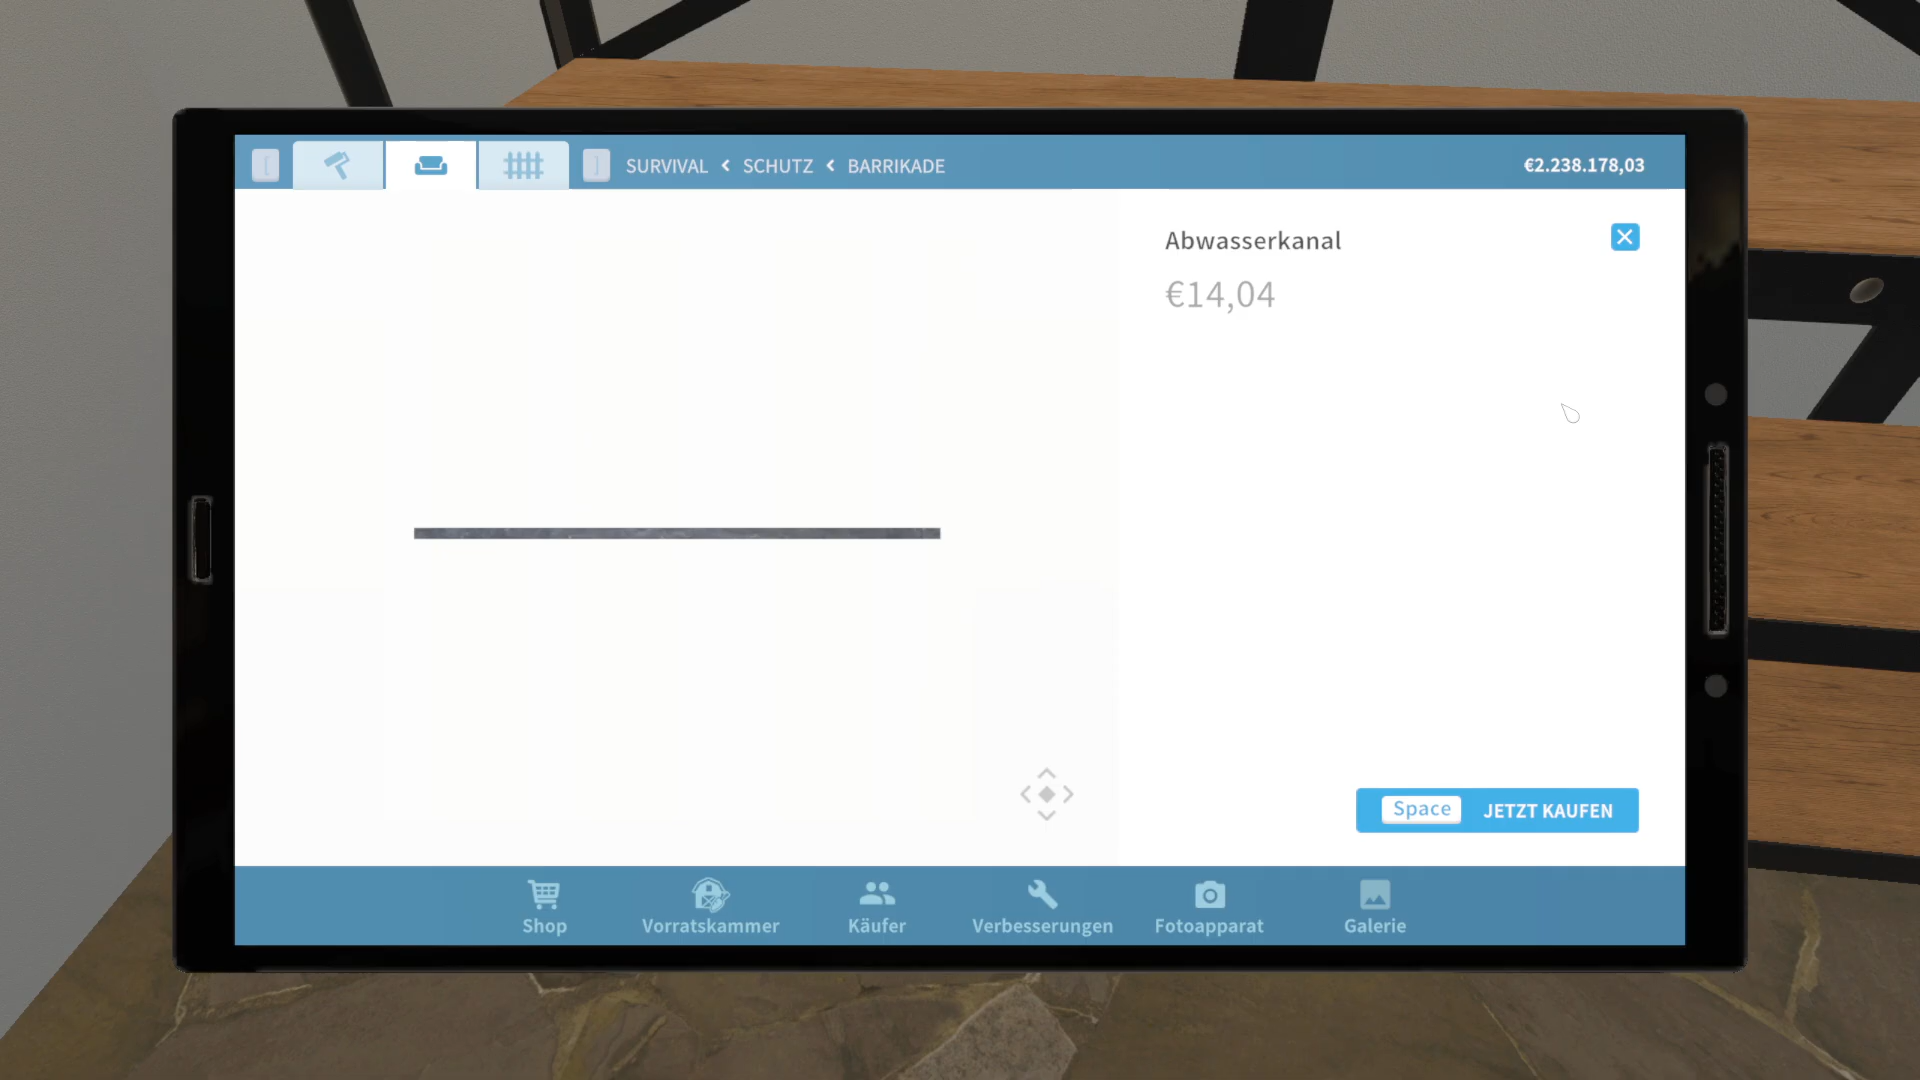 [
]
SURVIVAL < SCHUTZ < BARRIKADE
€2.238.178,03
Abwasserkanal
€14,04
Space JETZT KAUFEN
Shop
Vorratskammer
Käufer
Verbesserungen
Fotoapparat
Galerie